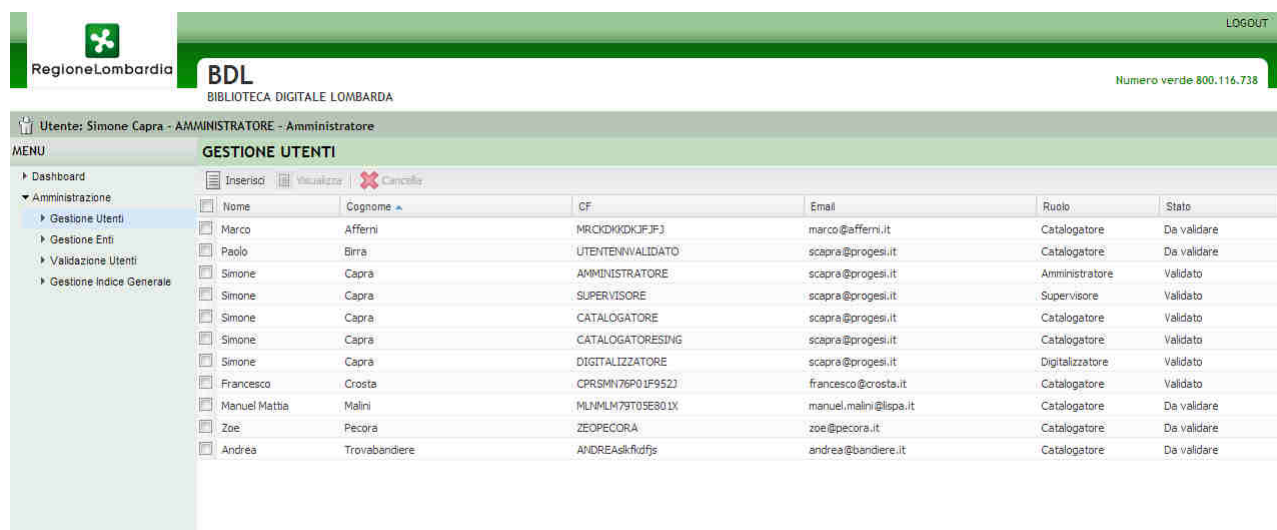 LOGOUT
RegioneLombardia
BDL
BIBLIOTECA DIGITALE LOMBARDA
Numero verde 800.116.738
Utente: Simone Capra - AMMINISTRATORE - Amministratore
MENU
Dashboard
Amministrazione
Gestione Utenti
Gestione Enti
Validazione Utenti
Gestione Indice Generale
GESTIONE UTENTI
Inserisci Visualizza Cancella
Nome Cognome CF Email Ruolo Stato
Marco Afferni MRCKDKKDKJFJFJ marco@afferni.it Catalogatore Da validare
Paolo Birra UTENTENNVALIDATO scapra@progesi.it Catalogatore Da validare
Simone Capra AMMINISTRATORE scapra@progesi.it Amministratore Validato
Simone Capra SUPERVISORE scapra@progesi.it Supervisore Validato
Simone Capra CATALOGATORE scapra@progesi.it Catalogatore Validato
Simone Capra CATALOGATORESING scapra@progesi.it Catalogatore Validato
Simone Capra DIGITALIZZATORE scapra@progesi.it Digitalizzatore Validato
Francesco Crosta CPRSMN76P01F952J francesco@crosta.it Catalogatore Validato
Manuel Mattia Malini MLNMLM79T05E801X manuel.malini@lispa.it Catalogatore Da validare
Zoe Pecora ZEOPECORA zoe@pecora.it Catalogatore Da validare
Andrea Trovabandiere ANDREAslkfkdfjs andrea@bandiere.it Catalogatore Da validare